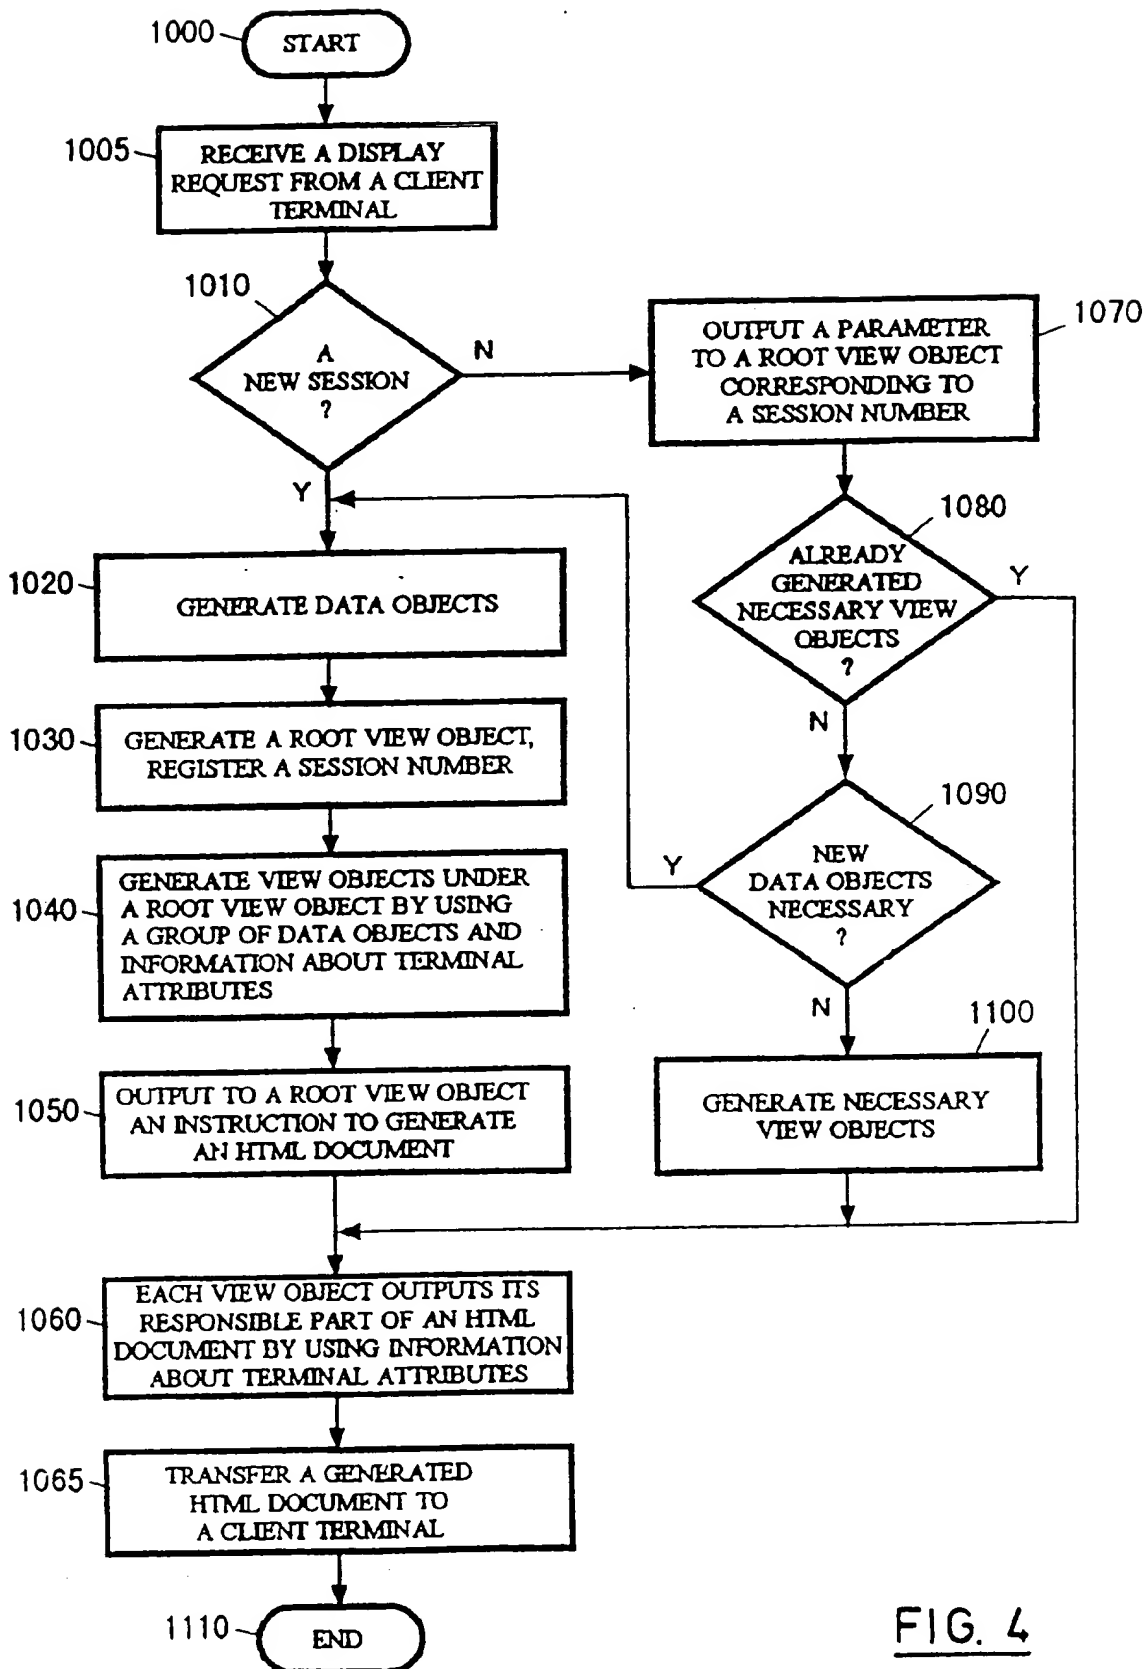 1000
START
1005
RECEIVE A DISPLAY
REQUEST FROM A CLIENT
TERMINAL
1010
A
NEW SESSION
?
N
Y
1070
OUTPUT A PARAMETER
TO A ROOT VIEW OBJECT
CORRESPONDING TO
A SESSION NUMBER
1080
ALREADY
GENERATED
NECESSARY VIEW
OBJECTS
?
Y
N
1020
GENERATE DATA OBJECTS
1030
GENERATE A ROOT VIEW OBJECT,
REGISTER A SESSION NUMBER
1090
NEW
DATA OBJECTS
NECESSARY
?
Y
N
1040
GENERATE VIEW OBJECTS UNDER
A ROOT VIEW OBJECT BY USING
A GROUP OF DATA OBJECTS AND
INFORMATION ABOUT TERMINAL
ATTRIBUTES
1100
GENERATE NECESSARY
VIEW OBJECTS
1050
OUTPUT TO A ROOT VIEW OBJECT
AN INSTRUCTION TO GENERATE
AN HTML DOCUMENT
1060
EACH VIEW OBJECT OUTPUTS ITS
RESPONSIBLE PART OF AN HTML
DOCUMENT BY USING INFORMATION
ABOUT TERMINAL ATTRIBUTES
1065
TRANSFER A GENERATED
HTML DOCUMENT TO
A CLIENT TERMINAL
1110
END
FIG. 4